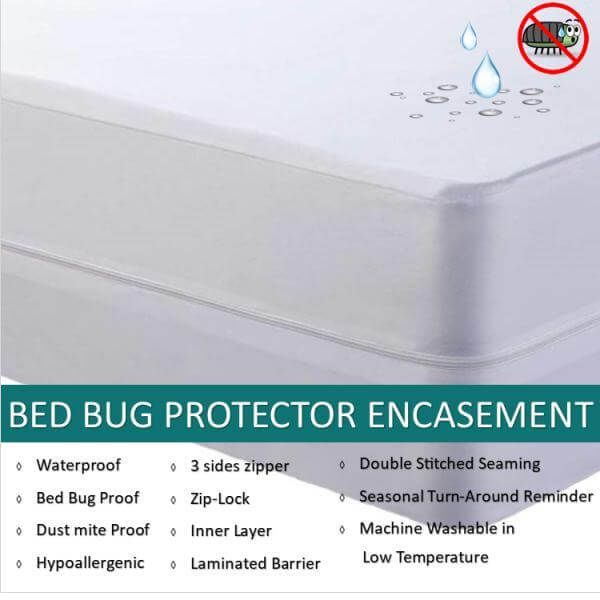 BED BUG PROTECTOR ENCASEMENT
◊ Waterproof
◊ Bed Bug Proof
◊ Dust mite Proof
◊ Hypoallergenic
◊ 3 sides zipper
◊ Zip-Lock
◊ Inner Layer
◊ Laminated Barrier
◊ Double Stitched Seaming
◊ Seasonal Turn-Around Reminder
◊ Machine Washable in
Low Temperature